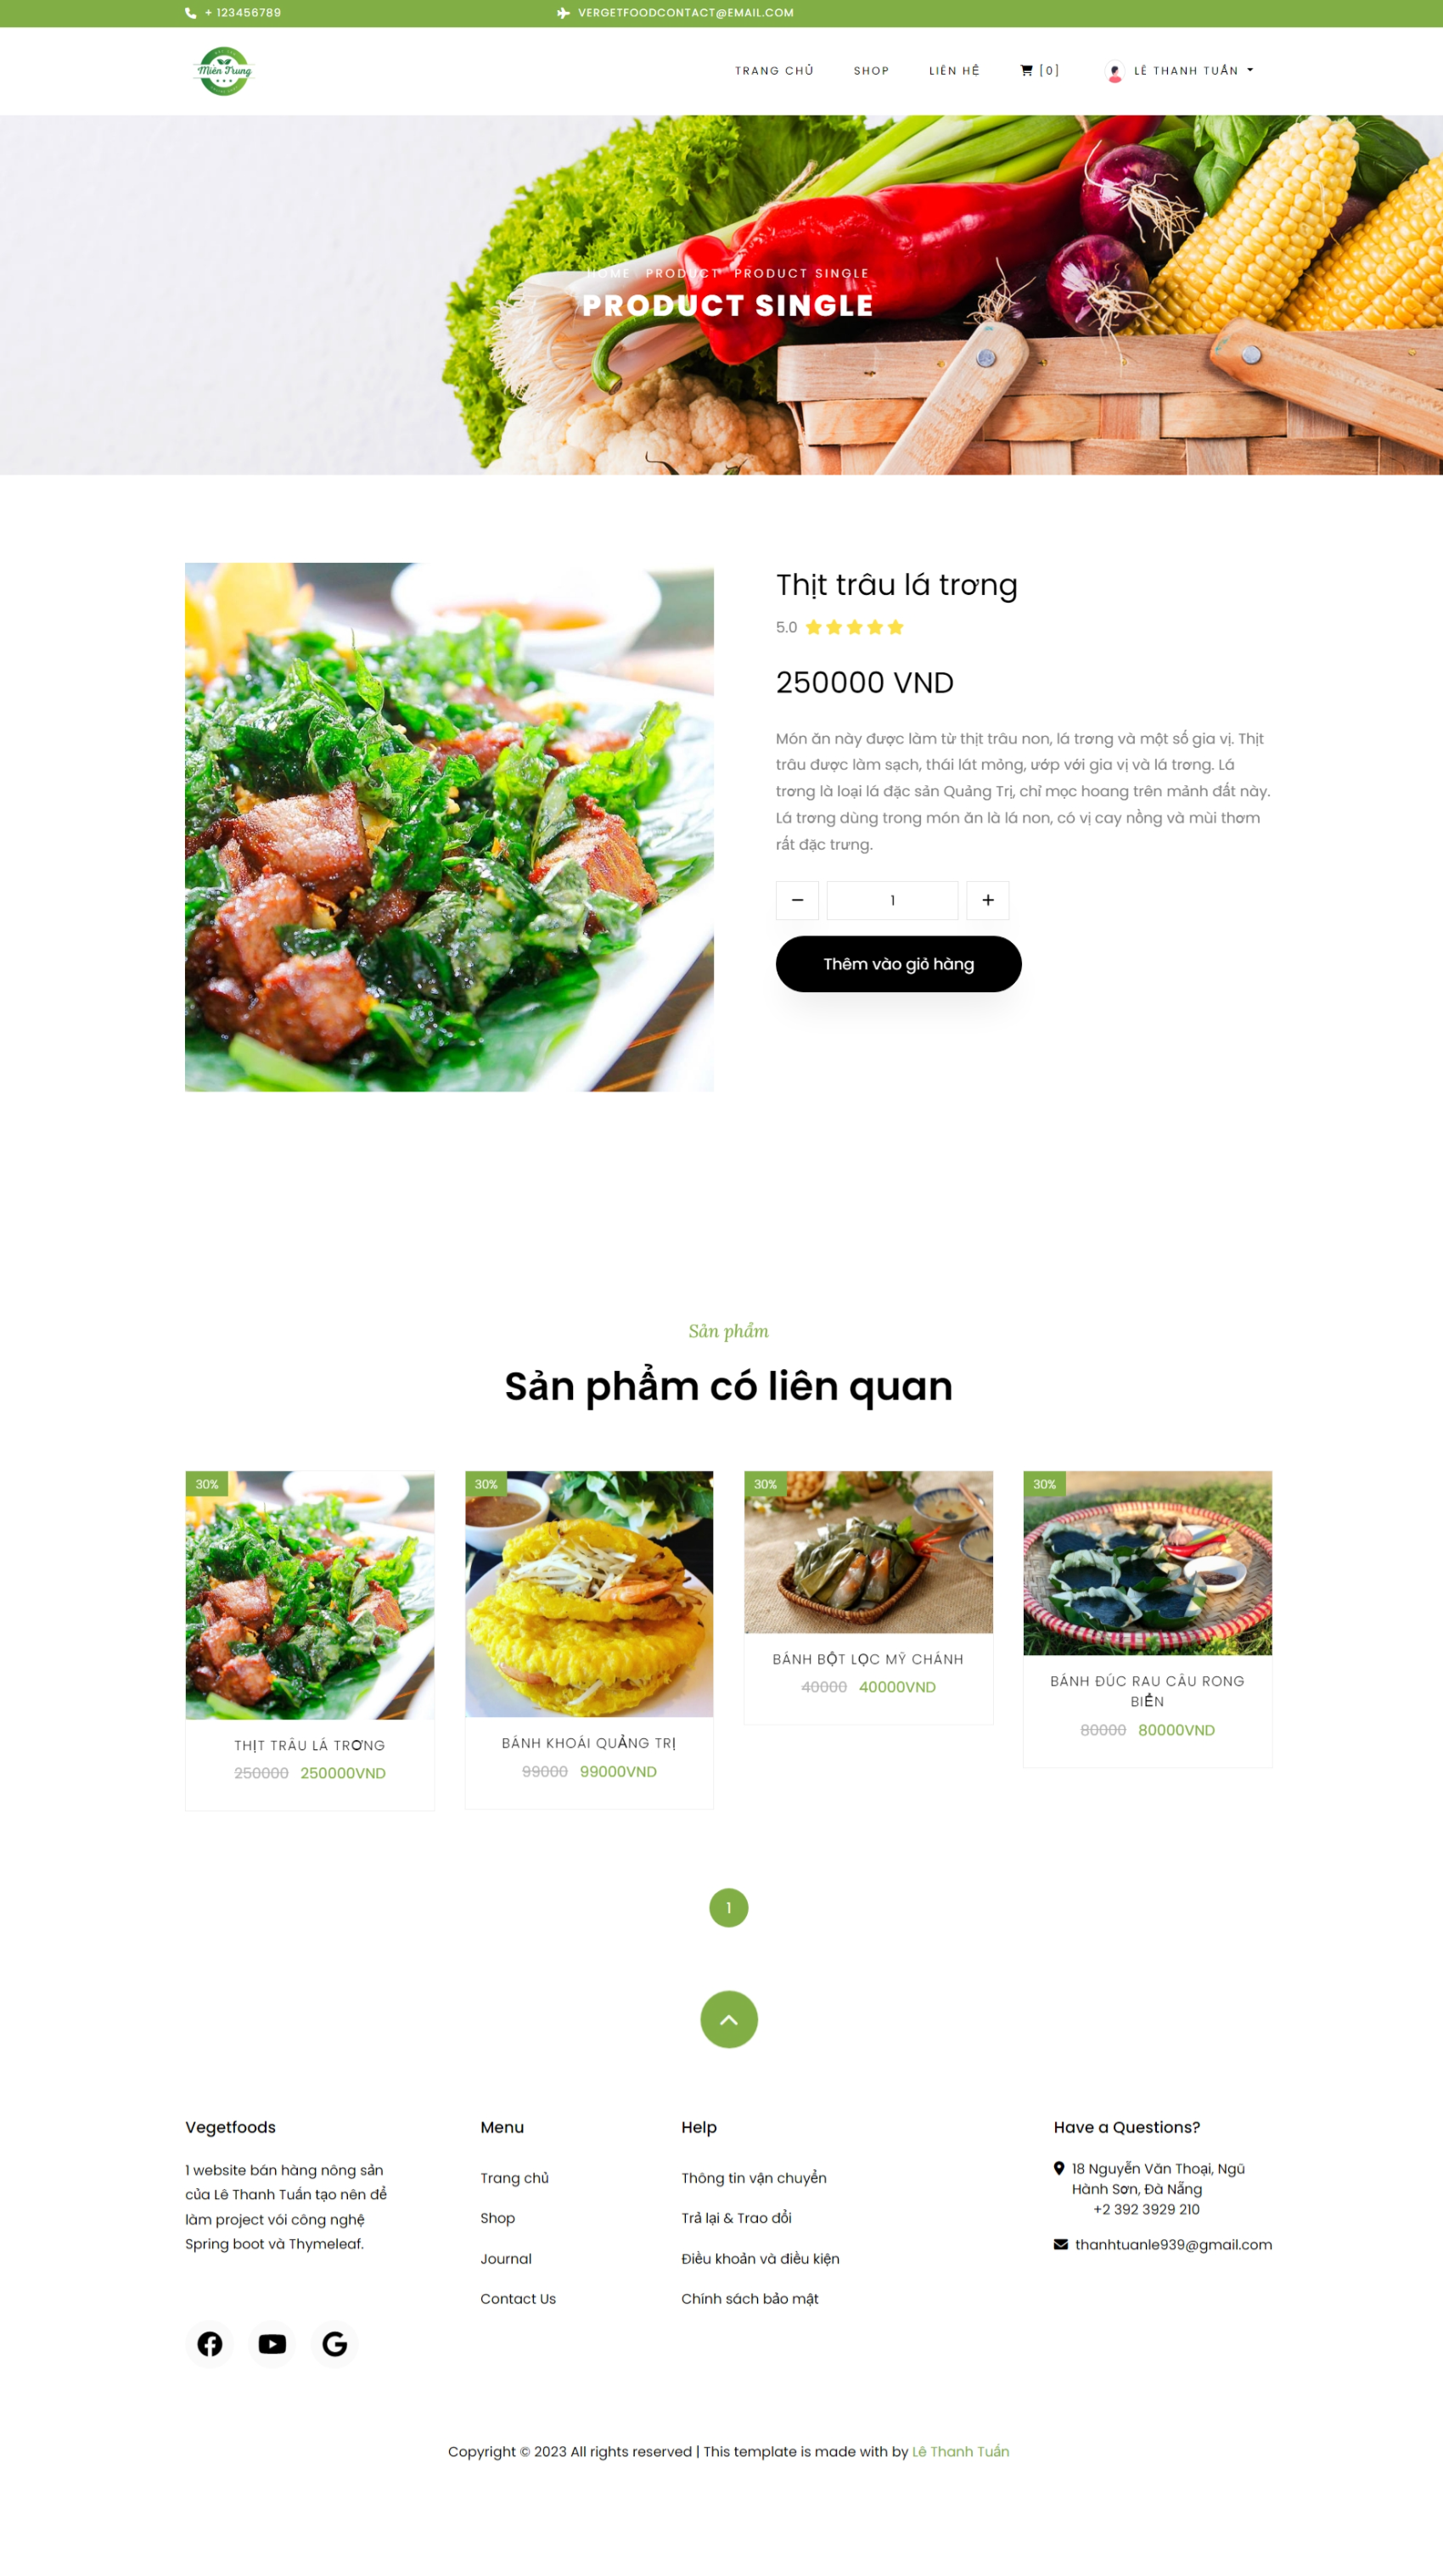 + 123456789
VERGETFOODCONTACT@EMAIL.COM
Miền Trung
TRANG CHỦ
SHOP
LIÊN HỆ
[0]
LÊ THANH TUẤN
HOME PRODUCT PRODUCT SINGLE
PRODUCT SINGLE
Thịt trâu lá trơng
5.0
250000 VND
Món ăn này được làm từ thịt trâu non, lá trơng và một số gia vị. Thịt
trâu được làm sạch, thái lát mỏng, ướp với gia vị và lá trơng. Lá
trơng là loại lá đặc sản Quảng Trị, chỉ mọc hoang trên mảnh đất này.
Lá trơng dùng trong món ăn là lá non, có vị cay nồng và mùi thơm
rất đặc trưng.
1
Thêm vào giỏ hàng
Sản phẩm
Sản phẩm có liên quan
30%
THỊT TRÂU LÁ TRƠNG
250000 250000VND
30%
BÁNH KHOÁI QUẢNG TRỊ
99000 99000VND
30%
BÁNH BỘT LỌC MỸ CHÁNH
40000 40000VND
30%
BÁNH ĐÚC RAU CÂU RONG
BIỂN
80000 80000VND
1
Vegetfoods
1 website bán hàng nông sản
của Lê Thanh Tuấn tạo nên để
làm project vói công nghệ
Spring boot và Thymeleaf.
Menu
Trang chủ
Shop
Journal
Contact Us
Help
Thông tin vận chuyển
Trả lại & Trao đổi
Điều khoản và điều kiện
Chính sách bảo mật
Have a Questions?
18 Nguyễn Văn Thoại, Ngũ
Hành Sơn, Đà Nẵng
+2 392 3929 210
thanhtuanle939@gmail.com
Copyright © 2023 All rights reserved | This template is made with by Lê Thanh Tuấn